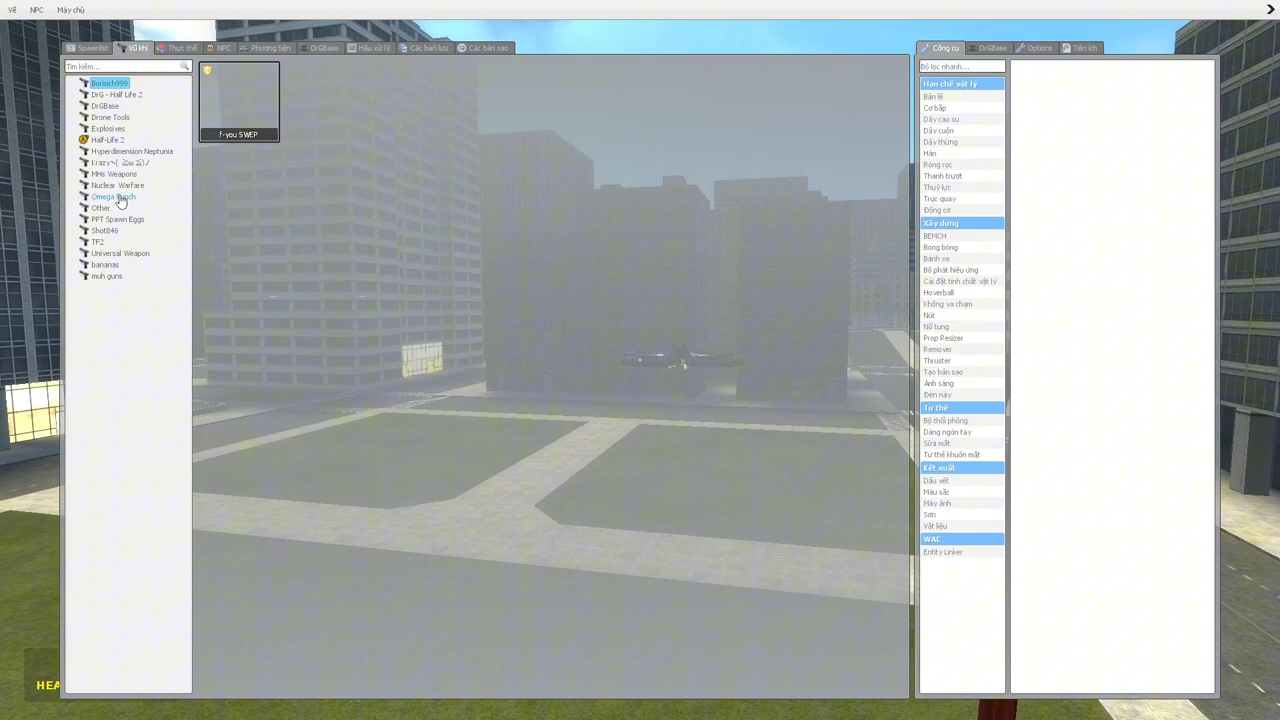 Vẽ NPC Máy chủ
Spawnlist Vũ khí Thực thể NPC Phương tiện DrGBase Hậu xử lý Các bản lưu Các bản sao
Công cụ DrGBase Options Tiện ích
Tìm kiếm...
Borisich999
DrG - Half Life 2
DrGBase
Drone Tools
Explosives
Half-Life 2
Hyperdimension Neptunia
MHs Weapons
Nuclear Warfare
Omega
Other
PPT Spawn Eggs
Shot846
TF2
Universal Weapon
bananas
muh guns
f-you SWEP
Bộ lọc nhanh...
Hạn chế vật lý
Bản lề
Cơ bắp
Dây cao su
Dây cuộn
Dây thừng
Hàn
Ròng rọc
Thanh trượt
Thuỷ lực
Trục quay
Động cơ
Xây dựng
BEMCH
Bong bóng
Bánh xe
Bộ phát hiệu ứng
Cài đặt tính chất vật lý
Hoverball
Không va chạm
Nút
Nổ tung
Prop Resizer
Remover
Thruster
Tạo bản sao
Ánh sáng
Đèn này
Tư thế
Bộ thổi phồng
Dáng ngón tay
Sửa mắt
Tư thế khuôn mặt
Kết xuất
Dấu vết
Màu sắc
Máy ảnh
Sơn
Vật liệu
WAC
Entity Linker
HEA